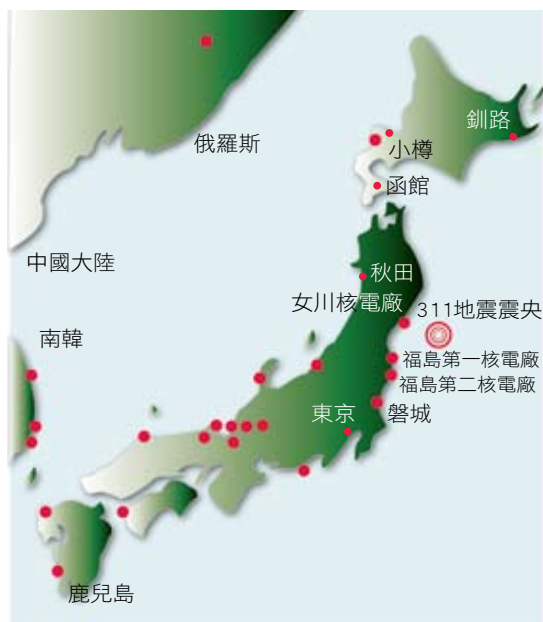 釧路
小樽
俄羅斯
函館
中國大陸
秋田
女川核電廠
311地震震央
南韓
福島第一核電廠
福島第二核電廠
東京
磐城
鹿兒島